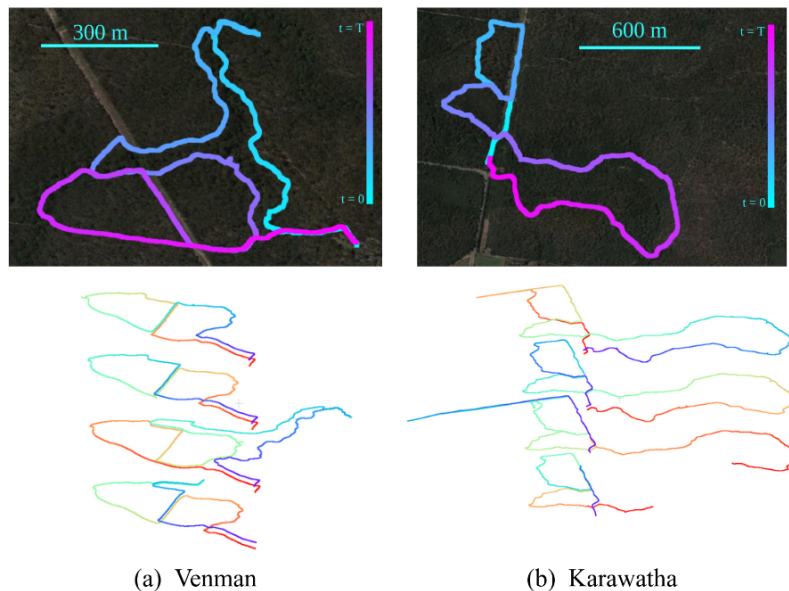 300 m
t = T
t = 0
600 m
t = T
t = 0
(a) Venman
(b) Karawatha